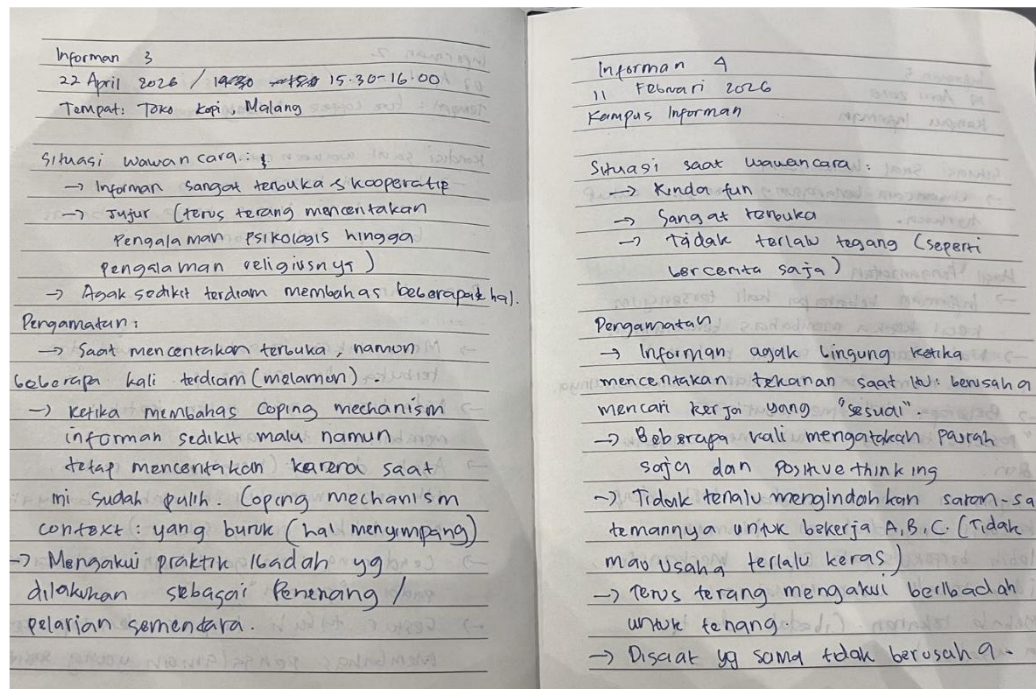 Informan 3
22 April 2026 / 15.30-16.00
Tempat: Toko kopi, Malang
Situasi wawancara :
→ Informan sangat terbuka & kooperatif
→ Jujur (terus terang menceritakan
pengalaman psikologis hingga
pengalaman religiusnya)
→ Agak sedikit terdiam membahas beberapa hal.
Pengamatan :
→ Saat menceritakan terbuka, namun
beberapa kali terdiam (melamun).
→ Ketika membahas Coping mechanism
informan sedikit malu namun
tetap menceritakan karena saat
ini sudah pulih. Coping mechanism
context : yang buruk (hal menyimpang)
→ Mengakui praktik ibadah yg
dilakukan sebagai Penenang /
pelarian sementara.
Informan 4
11 Februari 2026
Kampus Informan
Situasi saat wawancara :
→ Kinda fun
→ Sangat terbuka
→ Tidak terlalu tegang (seperti
bercerita saja)
Pengamatan
→ Informan agak bingung ketika
menceritakan tekanan saat itu : berusaha
mencari kerja yang "sesuai".
→ Beberapa kali mengatakan pasrah
saja dan positive thinking
→ Tidak terlalu mengindahkan saran-sa
temannya untuk bekerja A, B, C. (Tidak
mau usaha terlalu keras)
→ Terus terang mengakui beribadah
untuk tenang.
→ Disaat yg sama tidak berusaha.